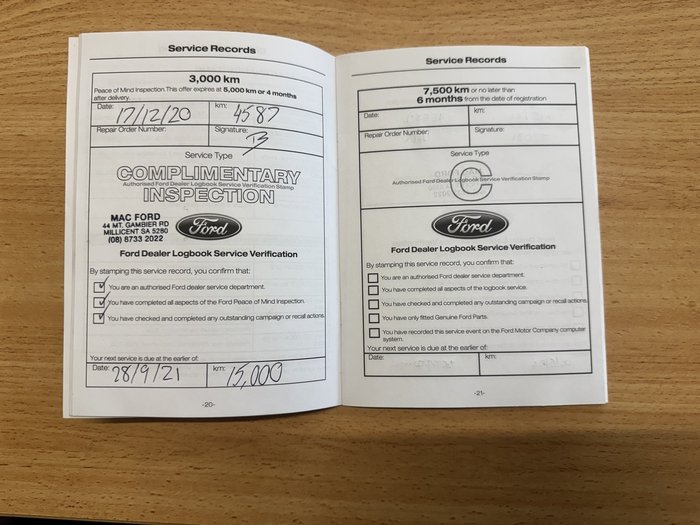 Service Records
3,000 km
Peace of Mind Inspection. This offer expires at 5,000 km or 4 months
after delivery.
Date: 17/12/20 km: 4587
Repair Order Number: Signature:
Service Type
COMPLIMENTARY
Authorised Ford Dealer Logbook Service Verification Stamp
INSPECTION
MAC FORD
44 MT. GAMBIER RD
MILLICENT SA 5280
(08) 8733 2022
Ford
Ford Dealer Logbook Service Verification
By stamping this service record, you confirm that:
You are an authorised Ford dealer service department.
You have completed all aspects of the Ford Peace of Mind Inspection.
You have checked and completed any outstanding campaign or recall actions.
Your next service is due at the earlier of:
Date: 28/9/21 km: 15,000
-20-
Service Records
7,500 km or no later than
6 months from the date of registration
Date: km:
Repair Order Number: Signature:
Service Type
C
Authorised Ford Dealer Logbook Service Verification Stamp
Ford
Ford Dealer Logbook Service Verification
By stamping this service record, you confirm that:
You are an authorised Ford dealer service department.
You have completed all aspects of the logbook service.
You have checked and completed any outstanding campaign or recall actions.
You have only fitted Genuine Ford Parts.
You have recorded this service event on the Ford Motor Company computer
system.
Your next service is due at the earlier of:
Date: km:
-21-